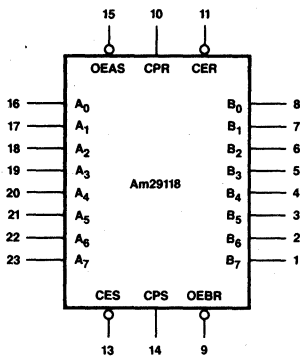 15 10 11
OEAS CPR CER
16 A0 B0 8
17 A1 B1 7
18 A2 B2 6
19 A3 B3 5
20 A4 Am29118 B4 4
21 A5 B5 3
22 A6 B6 2
23 A7 B7 1
CES CPS OEBR
13 14 9